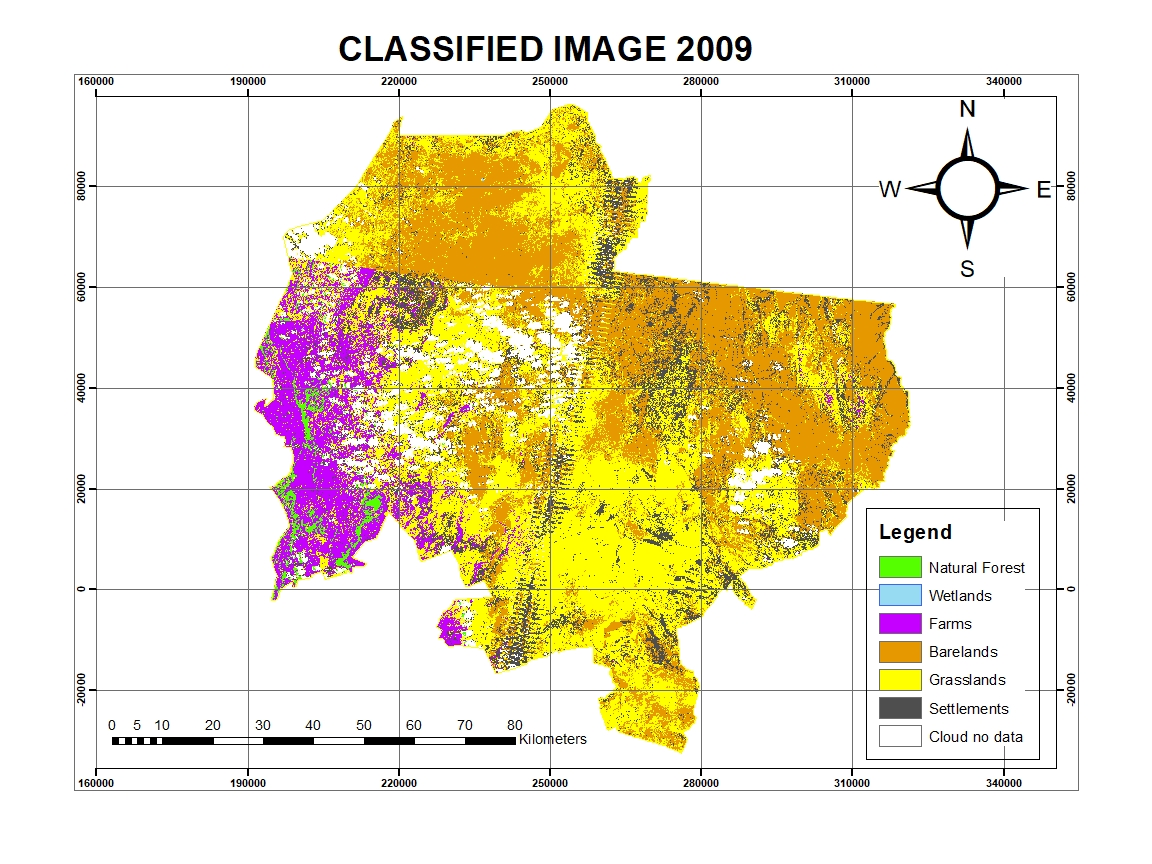 CLASSIFIED IMAGE 2009
160000 190000 220000 250000 280000 310000 340000
N
W E
S
80000 80000
60000 60000
40000 40000
20000 20000
0 0
-20000 -20000
Legend
Natural Forest
Wetlands
Farms
Barelands
Grasslands
Settlements
Cloud no data
0 5 10 20 30 40 50 60 70 80
Kilometers
160000 190000 220000 250000 280000 310000 340000